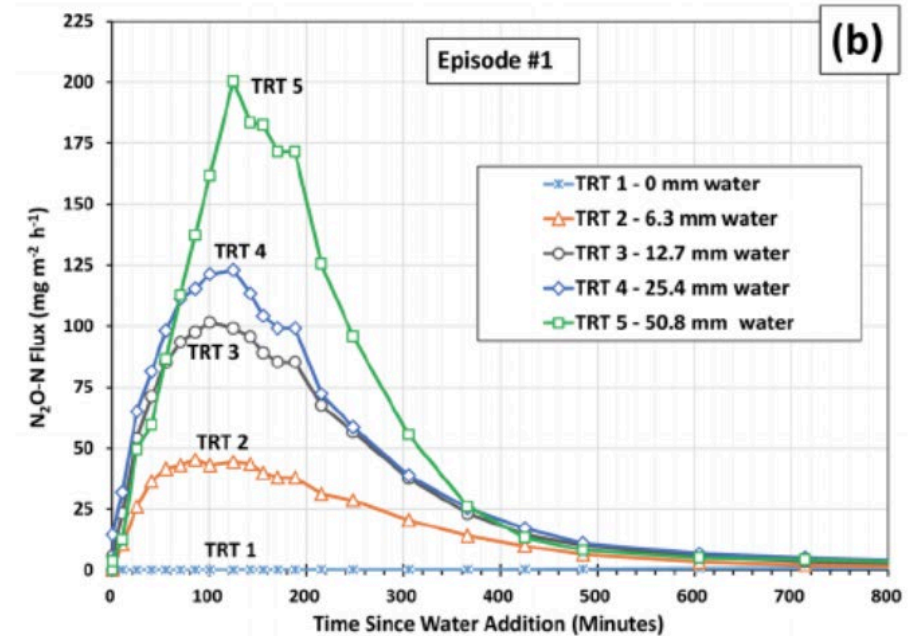 (b)
Episode #1
225
200
175
150
125
100
75
50
25
0
N₂O-N Flux (mg m⁻² h⁻¹)
TRT 5
TRT 4
TRT 3
TRT 2
TRT 1
TRT 1 - 0 mm water
TRT 2 - 6.3 mm water
TRT 3 - 12.7 mm water
TRT 4 - 25.4 mm water
TRT 5 - 50.8 mm water
0 100 200 300 400 500 600 700 800
Time Since Water Addition (Minutes)